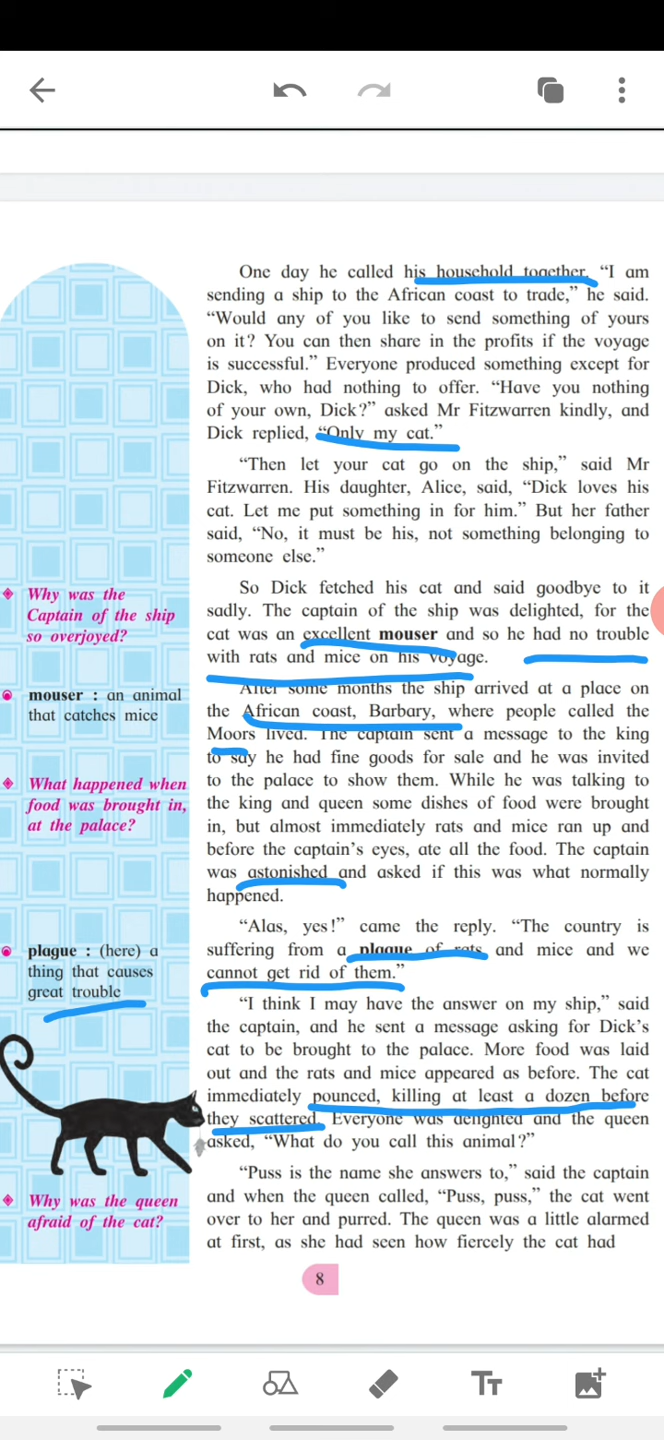 One day he called his household together. “I am
sending a ship to the African coast to trade,” he said.
“Would any of you like to send something of yours
on it? You can then share in the profits if the voyage
is successful.” Everyone produced something except for
Dick, who had nothing to offer. “Have you nothing
of your own, Dick?” asked Mr Fitzwarren kindly, and
Dick replied, “Only my cat.”
“Then let your cat go on the ship,” said Mr
Fitzwarren. His daughter, Alice, said, “Dick loves his
cat. Let me put something in for him.” But her father
said, “No, it must be his, not something belonging to
someone else.”
So Dick fetched his cat and said goodbye to it
sadly. The captain of the ship was delighted, for the
cat was an excellent mouser and so he had no trouble
with rats and mice on his voyage.
After some months the ship arrived at a place on
the African coast, Barbary, where people called the
Moors lived. The captain sent a message to the king
to say he had fine goods for sale and he was invited
to the palace to show them. While he was talking to
the king and queen some dishes of food were brought
in, but almost immediately rats and mice ran up and
before the captain’s eyes, ate all the food. The captain
was astonished and asked if this was what normally
happened.
“Alas, yes!” came the reply. “The country is
suffering from a plague of rats and mice and we
cannot get rid of them.”
“I think I may have the answer on my ship,” said
the captain, and he sent a message asking for Dick’s
cat to be brought to the palace. More food was laid
out and the rats and mice appeared as before. The cat
immediately pounced, killing at least a dozen before
they scattered. Everyone was delighted and the queen
asked, “What do you call this animal?”
“Puss is the name she answers to,” said the captain
and when the queen called, “Puss, puss,” the cat went
over to her and purred. The queen was a little alarmed
at first, as she had seen how fiercely the cat had
Why was the
Captain of the ship
so overjoyed?
mouser : an animal
that catches mice
What happened when
food was brought in,
at the palace?
plague : (here) a
thing that causes
great trouble
Why was the queen
afraid of the cat?
8
TT